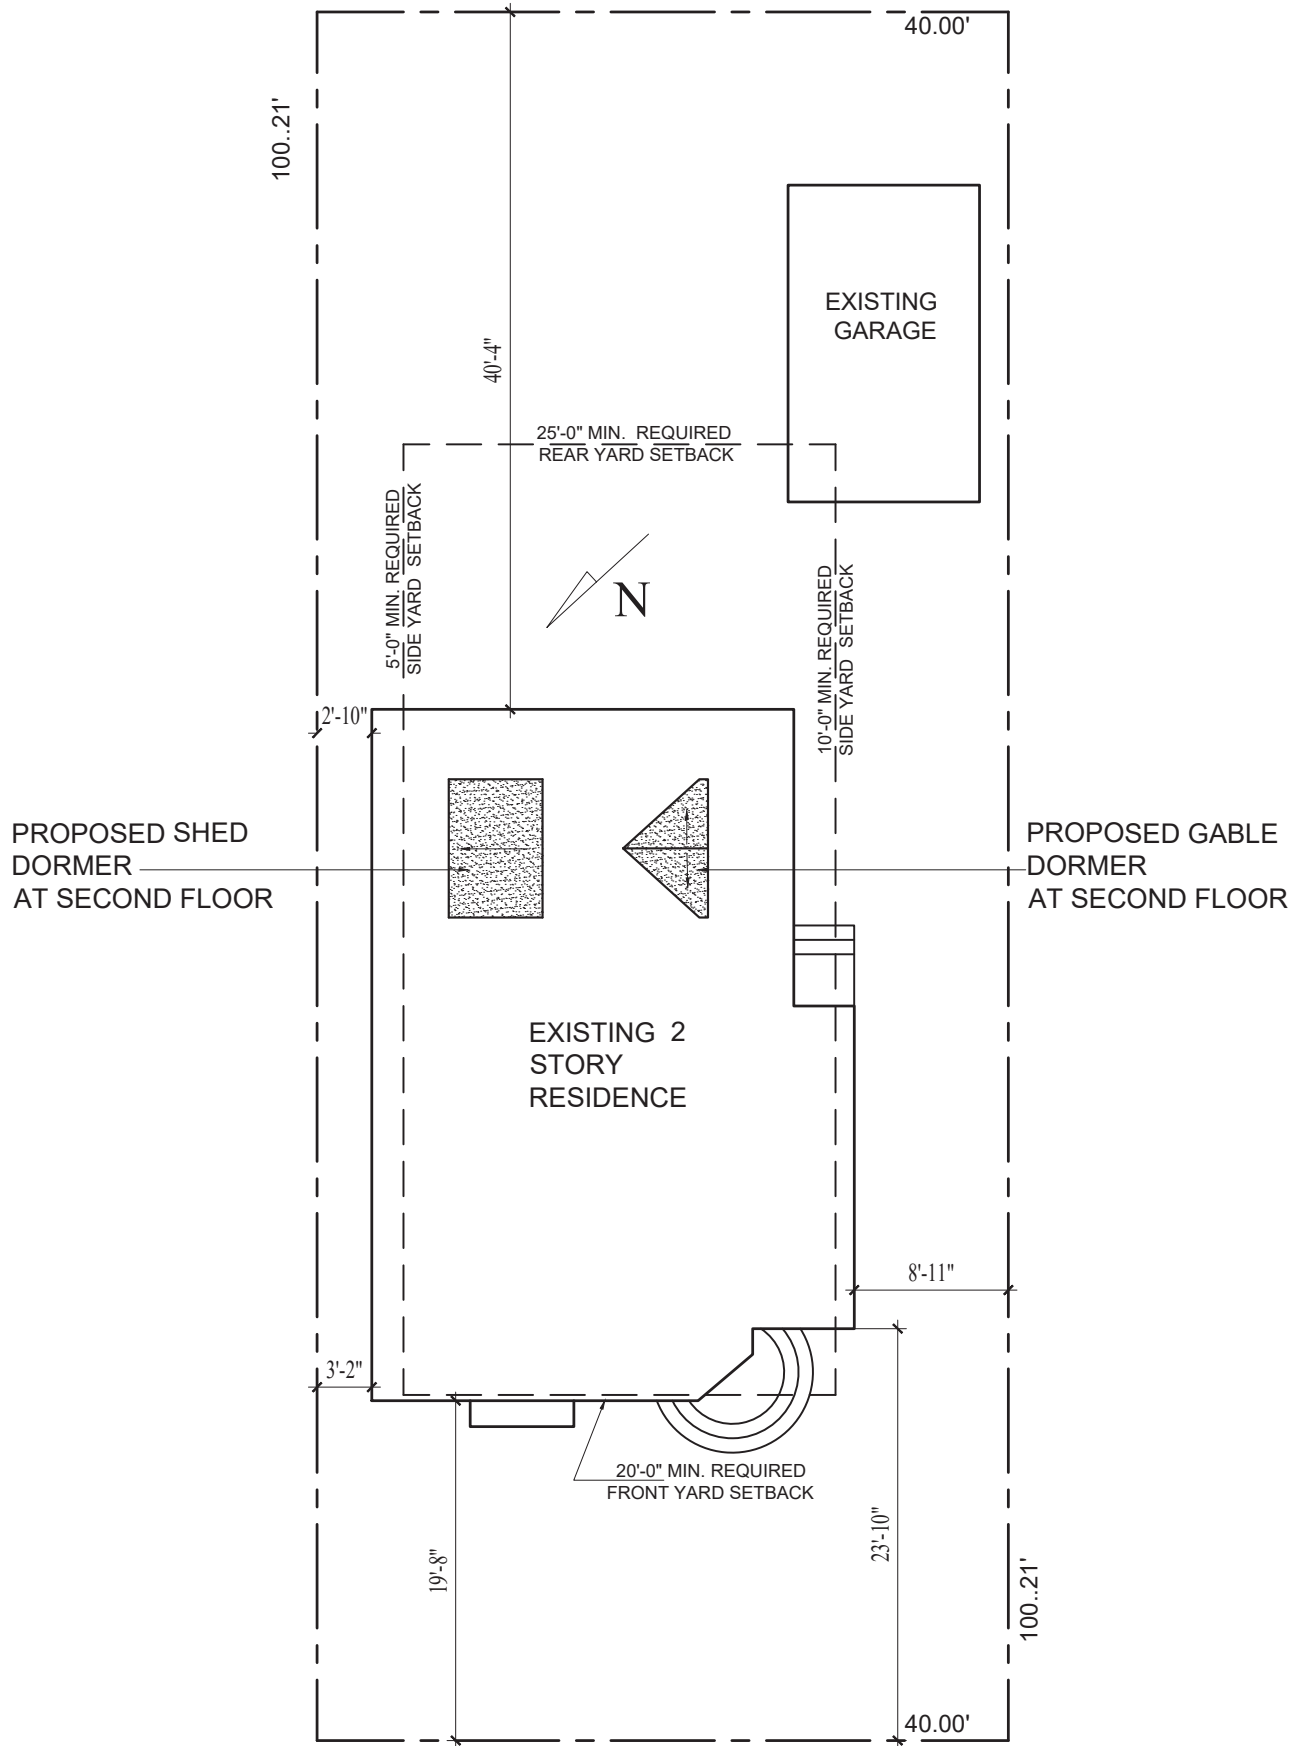 40.00'
100..21'
EXISTING
GARAGE
40'-4"
25'-0" MIN. REQUIRED
REAR YARD SETBACK
5'-0" MIN. REQUIRED
SIDE YARD SETBACK
N
10'-0" MIN. REQUIRED
SIDE YARD SETBACK
2'-10"
PROPOSED SHED
DORMER
AT SECOND FLOOR
PROPOSED GABLE
DORMER
AT SECOND FLOOR
EXISTING 2
STORY
RESIDENCE
8'-11"
3'-2"
20'-0" MIN. REQUIRED
FRONT YARD SETBACK
19'-8"
23'-10"
100..21'
40.00'